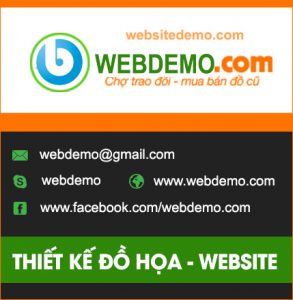 websitedemo.com
b WEBDEMO.com
Chợ trao đôi - mua bán đồ cũ
webdemo@gmail.com
webdemo www.webdemo.com
www.facebook.com/webdemo.com
THIẾT KẾ ĐỒ HỌA - WEBSITE